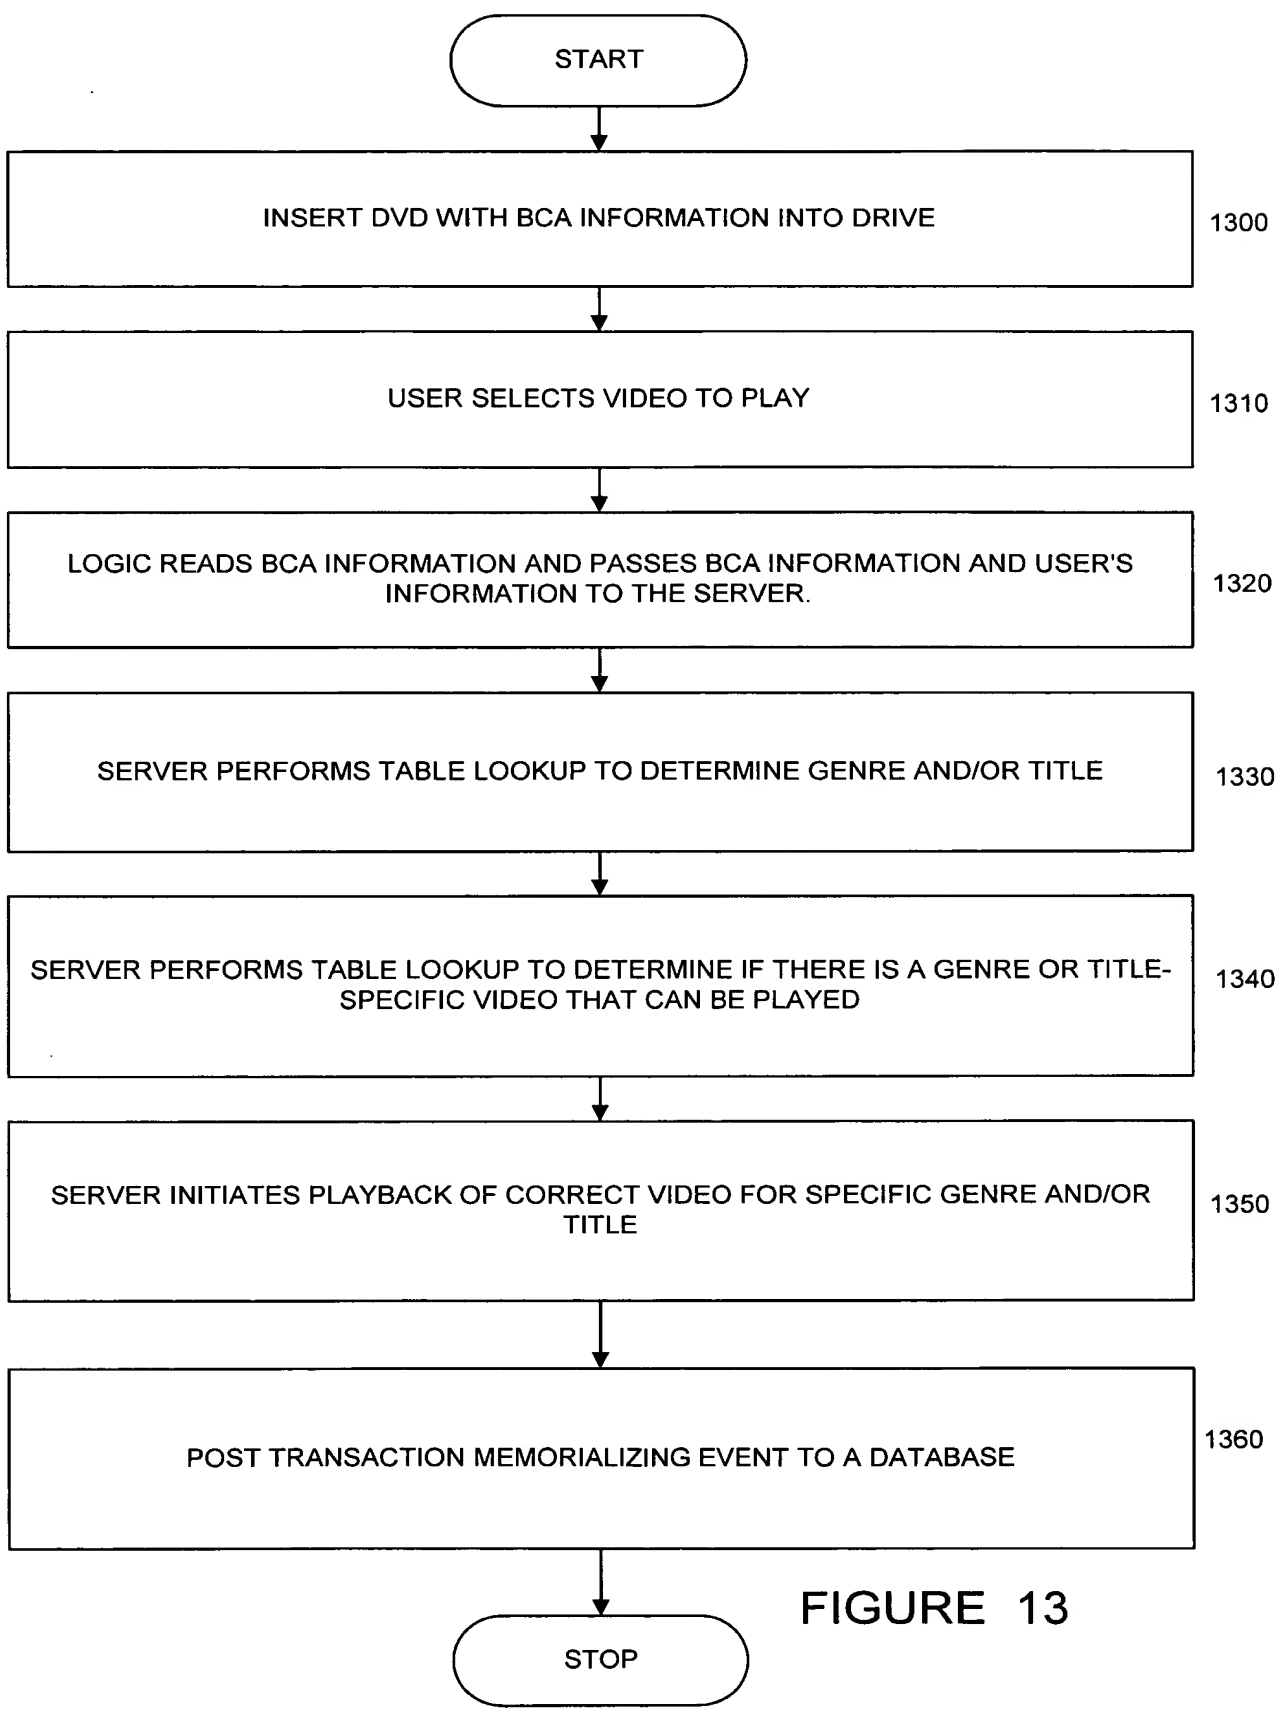 START
INSERT DVD WITH BCA INFORMATION INTO DRIVE
1300
USER SELECTS VIDEO TO PLAY
1310
LOGIC READS BCA INFORMATION AND PASSES BCA INFORMATION AND USER'S
INFORMATION TO THE SERVER.
1320
SERVER PERFORMS TABLE LOOKUP TO DETERMINE GENRE AND/OR TITLE
1330
SERVER PERFORMS TABLE LOOKUP TO DETERMINE IF THERE IS A GENRE OR TITLE-
SPECIFIC VIDEO THAT CAN BE PLAYED
1340
SERVER INITIATES PLAYBACK OF CORRECT VIDEO FOR SPECIFIC GENRE AND/OR
TITLE
1350
POST TRANSACTION MEMORIALIZING EVENT TO A DATABASE
1360
FIGURE 13
STOP